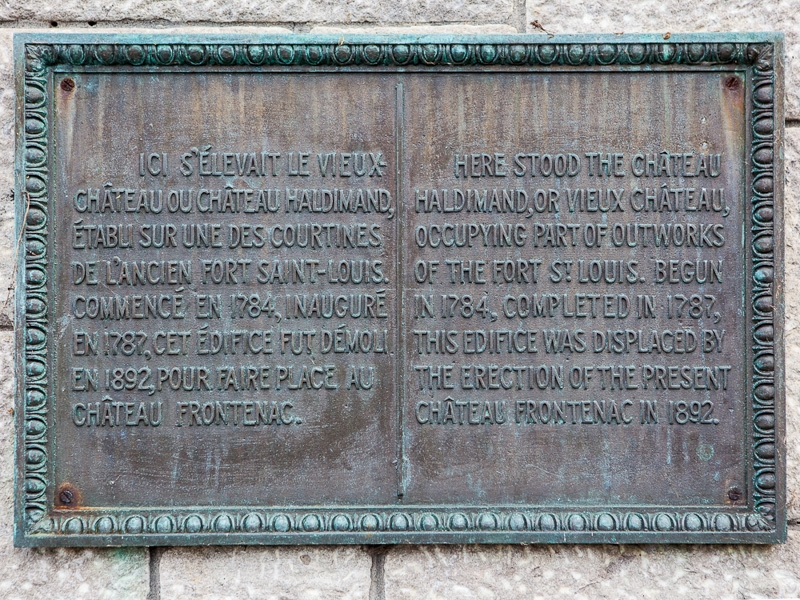 ICI S'ÉLEVAIT LE VIEUX-
CHÂTEAU OU CHÂTEAU HALDIMAND,
ÉTABLI SUR UNE DES COURTINES
DE L'ANCIEN FORT SAINT-LOUIS.
COMMENCÉ EN 1784, INAUGURÉ
EN 1787, CET ÉDIFICE FUT DÉMOLI
EN 1892, POUR FAIRE PLACE AU
CHÂTEAU FRONTENAC.
HERE STOOD THE CHÂTEAU
HALDIMAND, OR VIEUX CHÂTEAU,
OCCUPYING PART OF OUTWORKS
OF THE FORT ST. LOUIS. BEGUN
IN 1784, COMPLETED IN 1787,
THIS EDIFICE WAS DISPLACED BY
THE ERECTION OF THE PRESENT
CHÂTEAU FRONTENAC IN 1892.